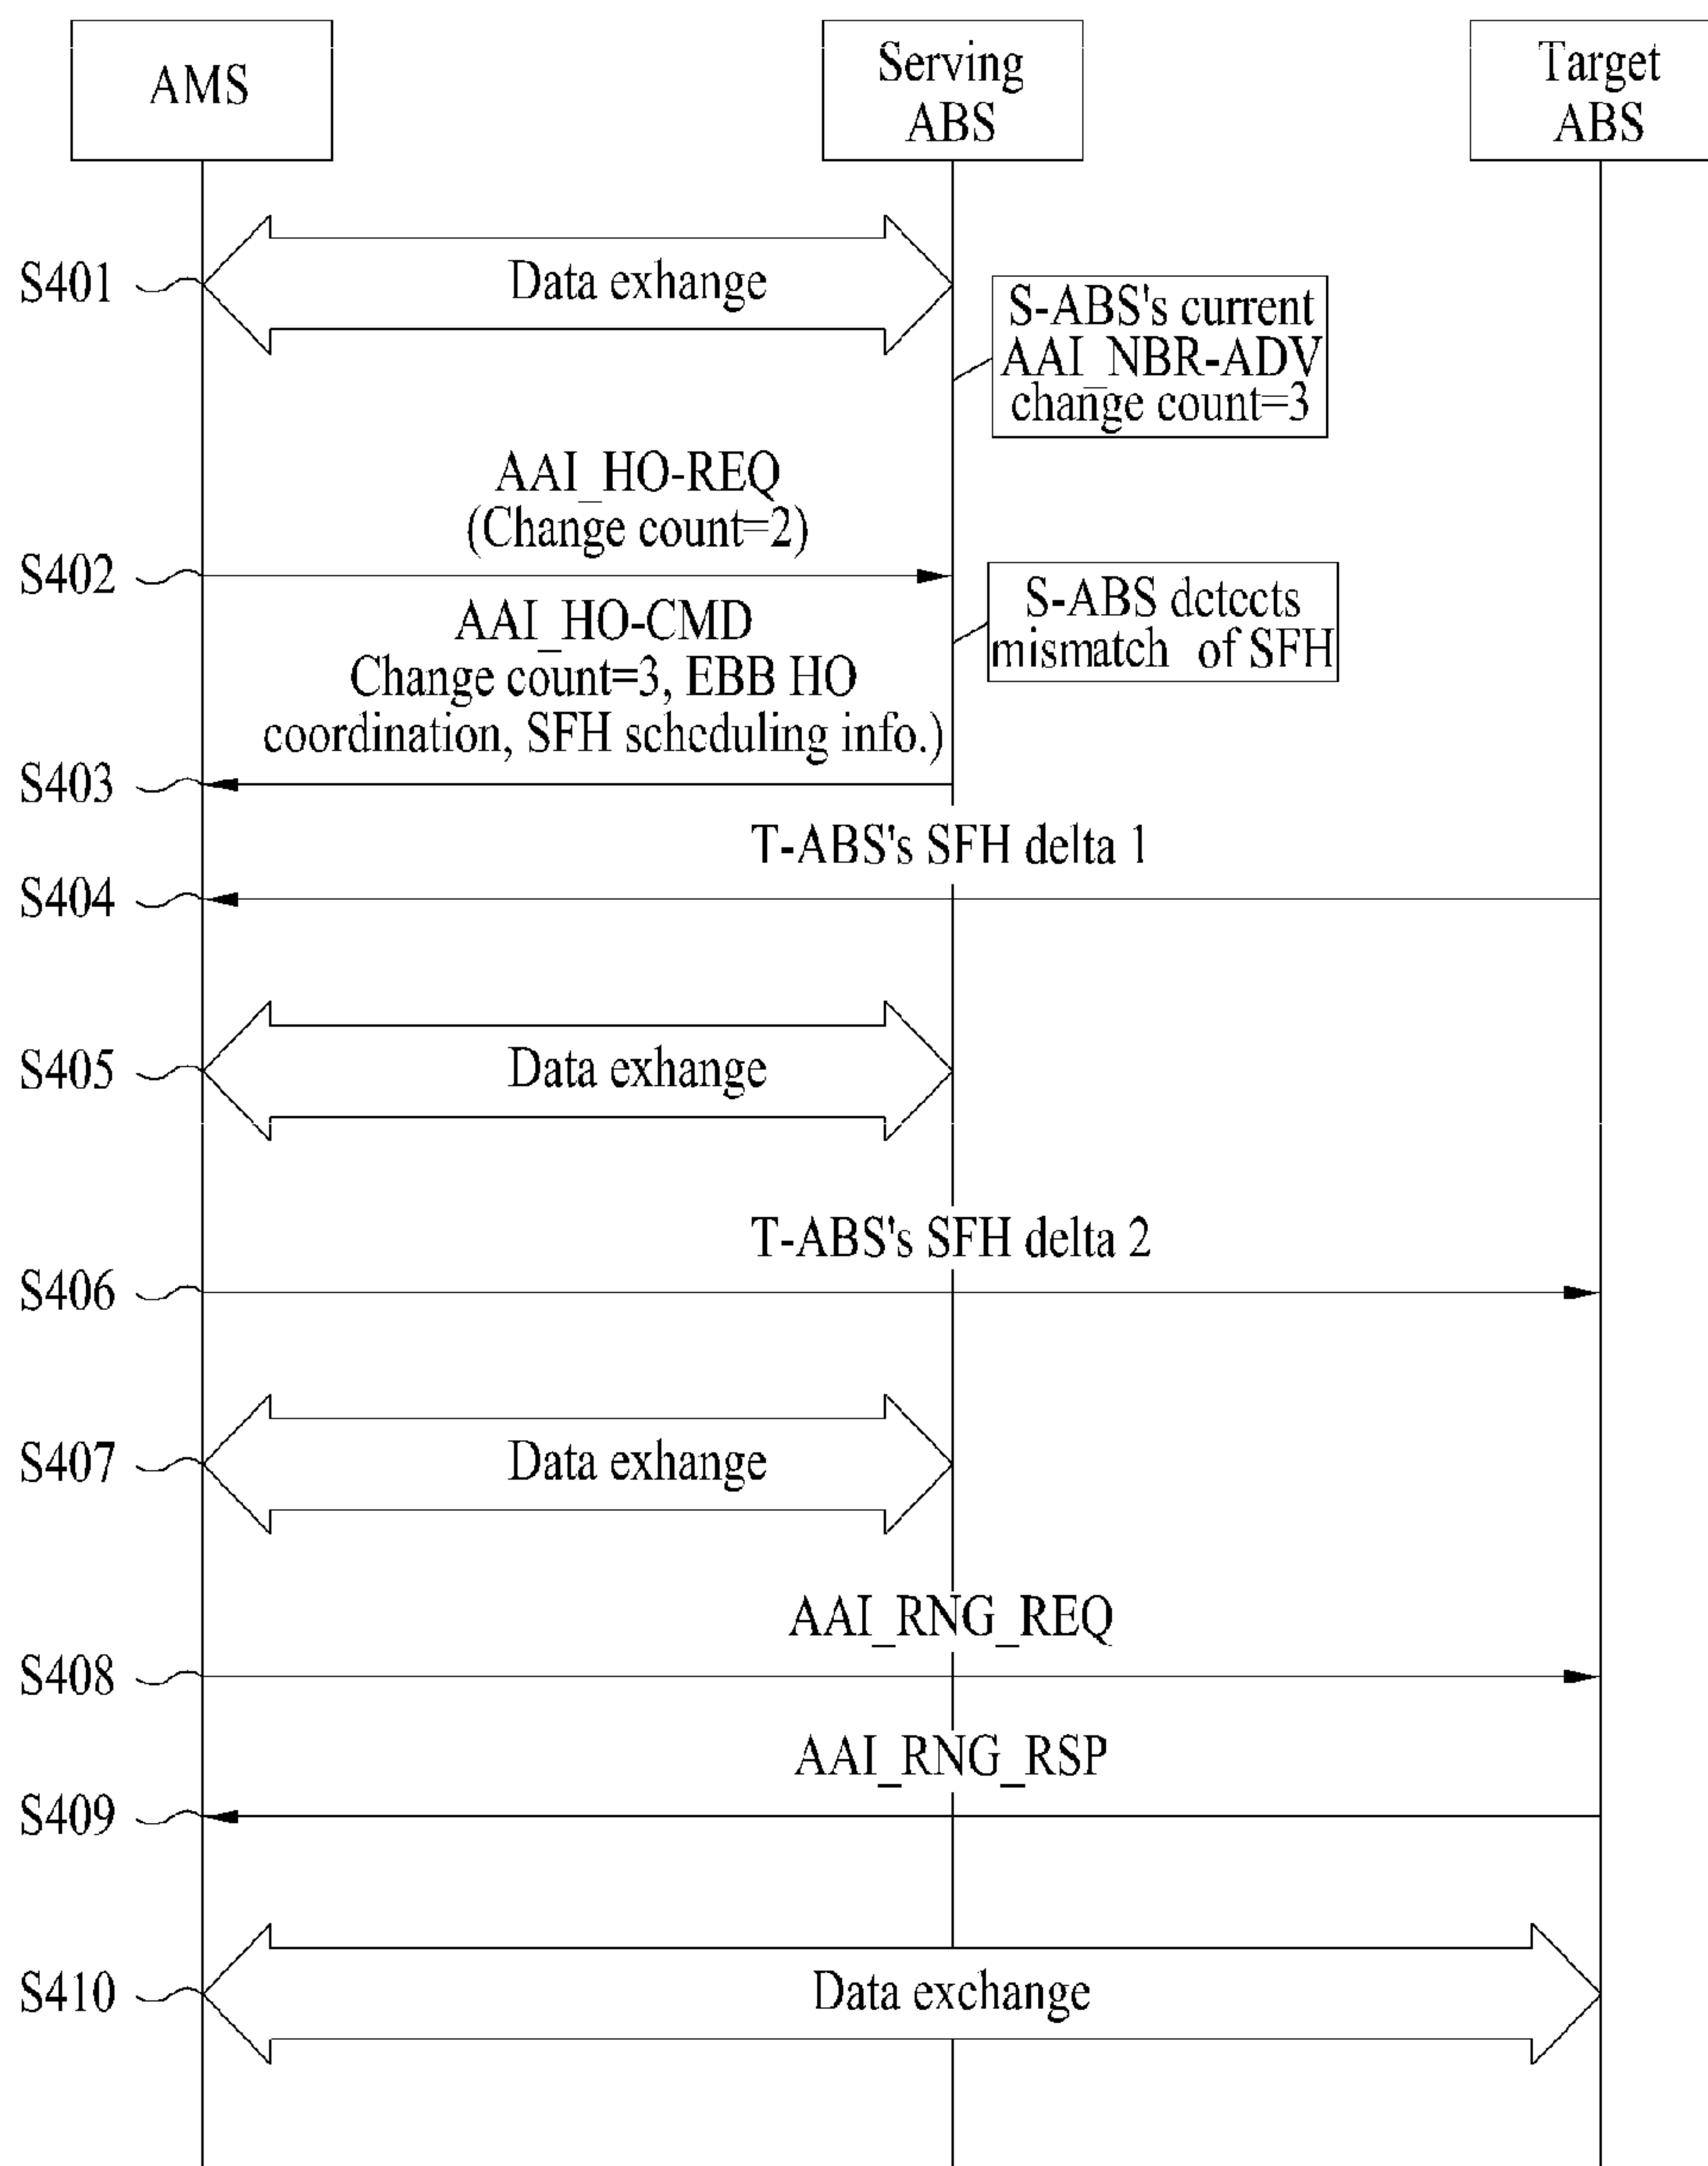 AMS
Serving
ABS
Target
ABS
S401
Data exhange
S-ABS's current
AAI_NBR-ADV
change count=3
AAI_HO-REQ
(Change count=2)
S402
S-ABS detects
mismatch of SFH
AAI_HO-CMD
Change count=3, EBB HO
coordination, SFH scheduling info.)
S403
T-ABS's SFH delta 1
S404
S405
Data exhange
T-ABS's SFH delta 2
S406
S407
Data exhange
AAI_RNG_REQ
S408
AAI_RNG_RSP
S409
S410
Data exchange